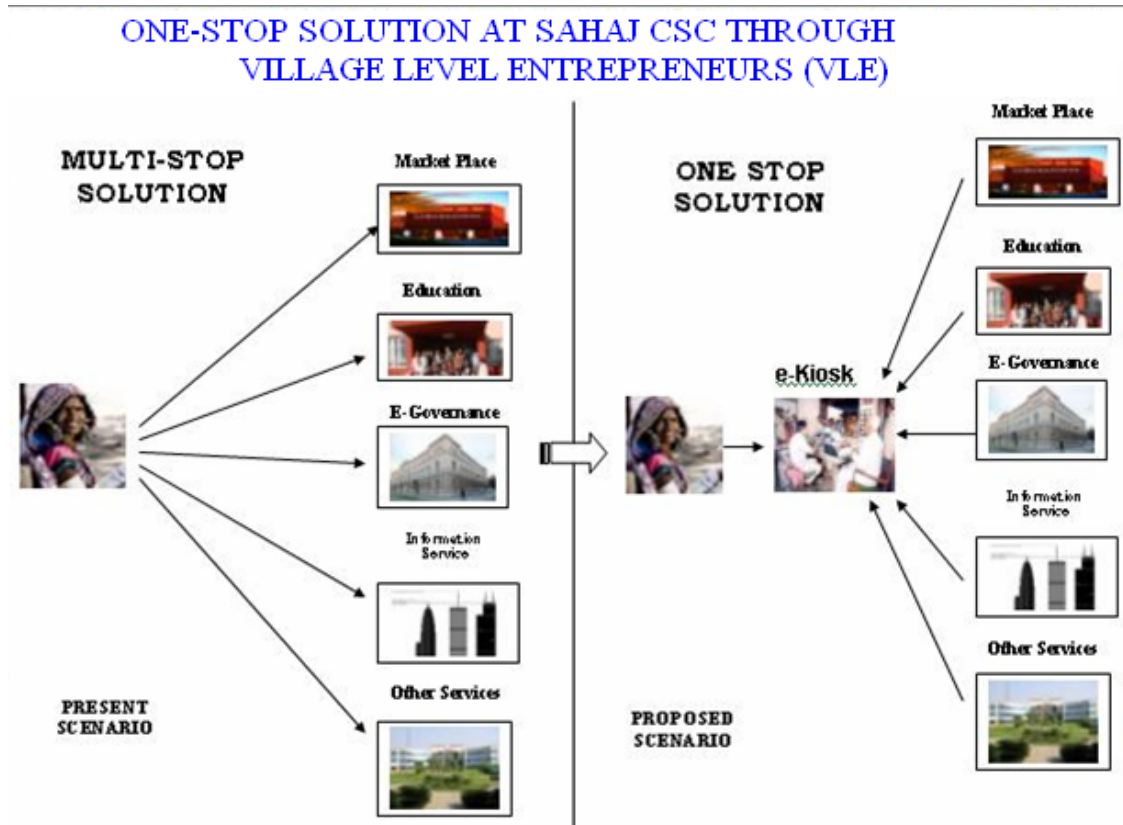 ONE-STOP SOLUTION AT SAHAJ CSC THROUGH
VILLAGE LEVEL ENTREPRENEURS (VLE)
MULTI-STOP
SOLUTION
Market Place
Education
E-Governance
Information
Service
Other Services
PRESENT
SCENARIO
ONE STOP
SOLUTION
e-Kiosk
Market Place
Education
E-Governance
Information
Service
Other Services
PROPOSED
SCENARIO